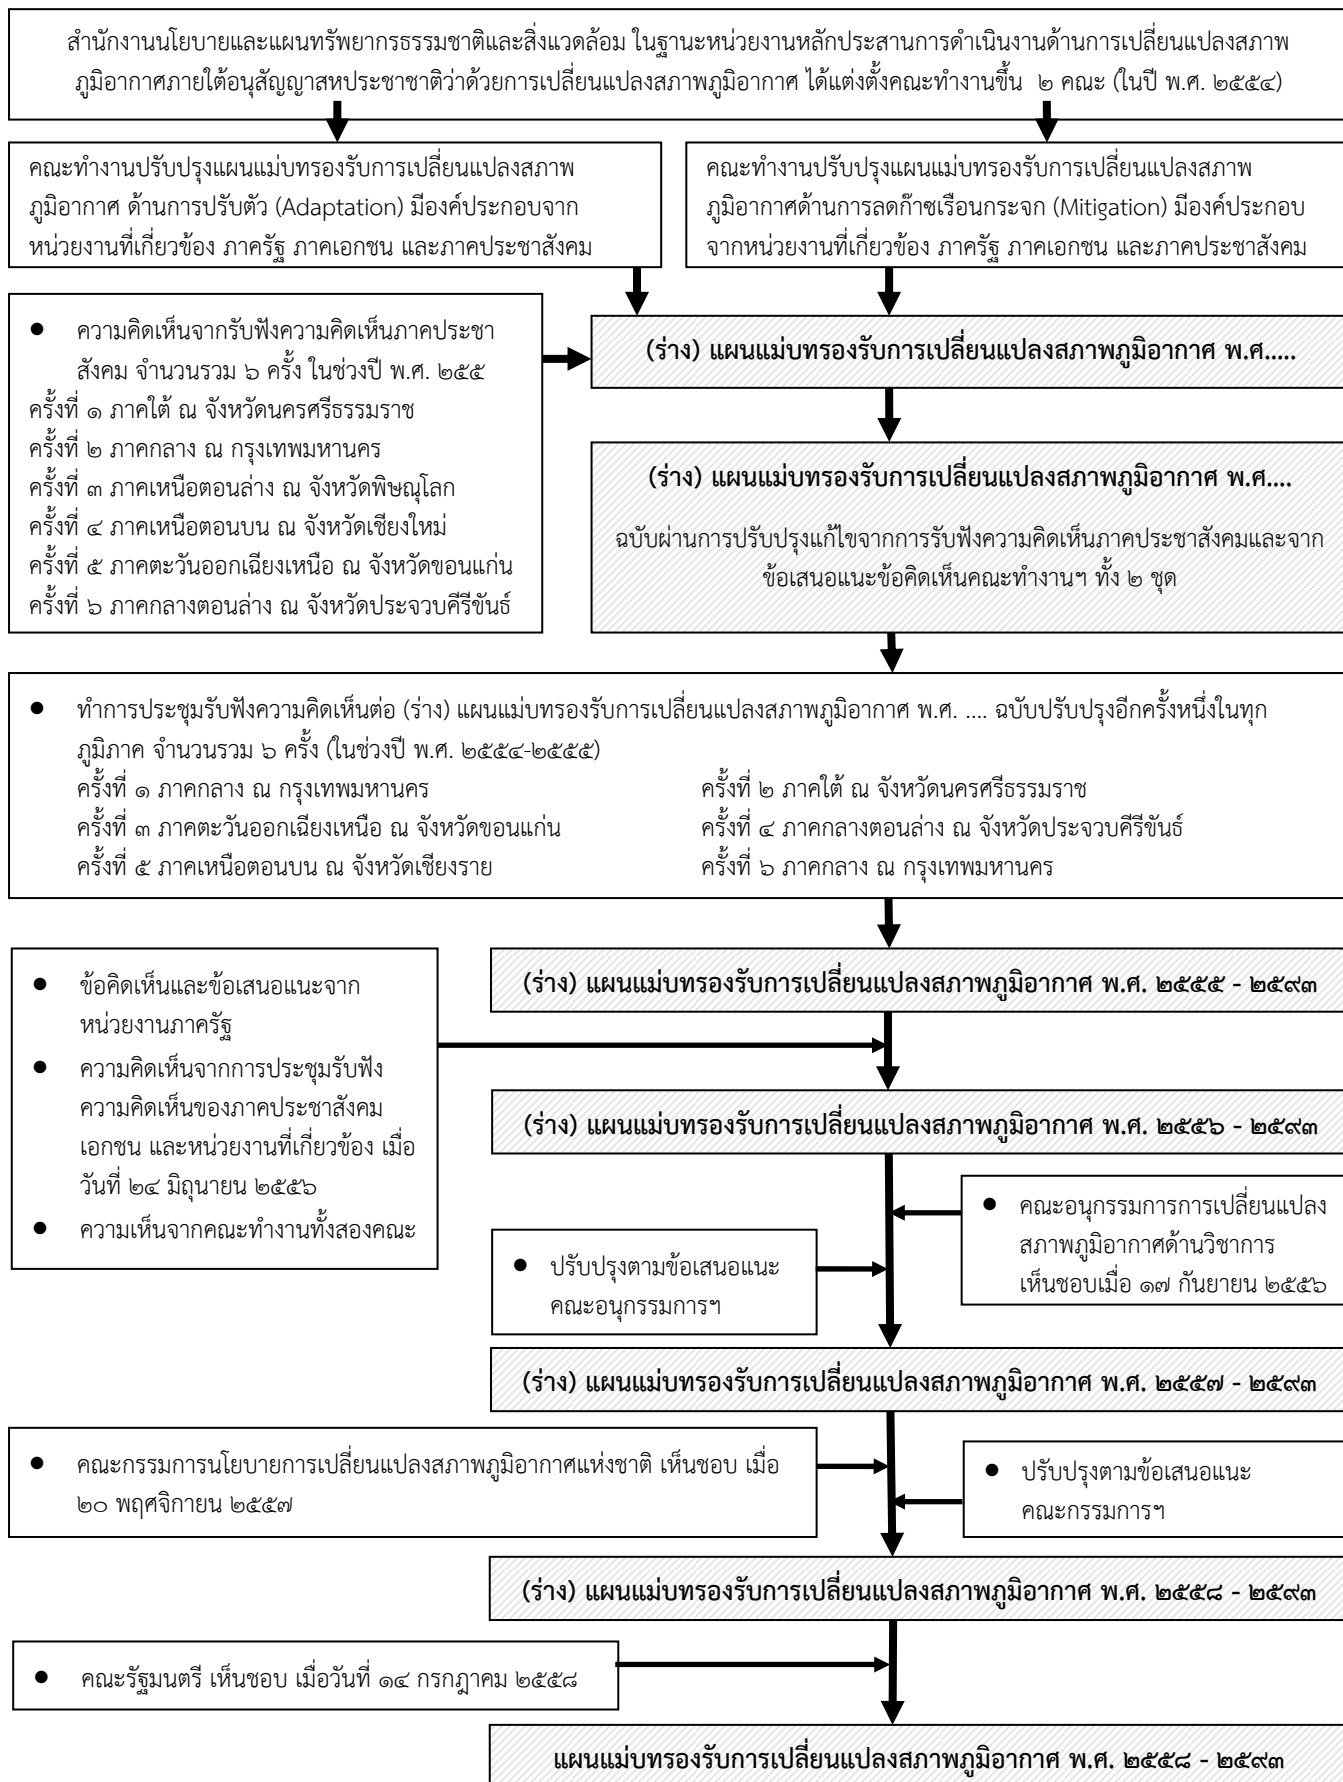 สำนักงานนโยบายและแผนทรัพยากรธรรมชาติและสิ่งแวดล้อม ในฐานะหน่วยงานหลักประสานการดำเนินงานด้านการเปลี่ยนแปลงสภาพ
ภูมิอากาศภายใต้อนุสัญญาสหประชาชาติว่าด้วยการเปลี่ยนแปลงสภาพภูมิอากาศ ได้แต่งตั้งคณะทำงานขึ้น ๒ คณะ (ในปี พ.ศ. ๒๕๕๔)
คณะทำงานปรับปรุงแผนแม่บทรองรับการเปลี่ยนแปลงสภาพ
ภูมิอากาศ ด้านการปรับตัว (Adaptation) มีองค์ประกอบจาก
หน่วยงานที่เกี่ยวข้อง ภาครัฐ ภาคเอกชน และภาคประชาสังคม
คณะทำงานปรับปรุงแผนแม่บทรองรับการเปลี่ยนแปลงสภาพ
ภูมิอากาศด้านการลดก๊าซเรือนกระจก (Mitigation) มีองค์ประกอบ
จากหน่วยงานที่เกี่ยวข้อง ภาครัฐ ภาคเอกชน และภาคประชาสังคม
● ความคิดเห็นจากรับฟังความคิดเห็นภาคประชา
สังคม จำนวนรวม ๖ ครั้ง ในช่วงปี พ.ศ. ๒๕๕
ครั้งที่ ๑ ภาคใต้ ณ จังหวัดนครศรีธรรมราช
ครั้งที่ ๒ ภาคกลาง ณ กรุงเทพมหานคร
ครั้งที่ ๓ ภาคเหนือตอนล่าง ณ จังหวัดพิษณุโลก
ครั้งที่ ๔ ภาคเหนือตอนบน ณ จังหวัดเชียงใหม่
ครั้งที่ ๕ ภาคตะวันออกเฉียงเหนือ ณ จังหวัดขอนแก่น
ครั้งที่ ๖ ภาคกลางตอนล่าง ณ จังหวัดประจวบคีรีขันธ์
(ร่าง) แผนแม่บทรองรับการเปลี่ยนแปลงสภาพภูมิอากาศ พ.ศ.....
(ร่าง) แผนแม่บทรองรับการเปลี่ยนแปลงสภาพภูมิอากาศ พ.ศ....
ฉบับผ่านการปรับปรุงแก้ไขจากการรับฟังความคิดเห็นภาคประชาสังคมและจาก
ข้อเสนอแนะข้อคิดเห็นคณะทำงานฯ ทั้ง ๒ ชุด
● ทำการประชุมรับฟังความคิดเห็นต่อ (ร่าง) แผนแม่บทรองรับการเปลี่ยนแปลงสภาพภูมิอากาศ พ.ศ. .... ฉบับปรับปรุงอีกครั้งหนึ่งในทุก
ภูมิภาค จำนวนรวม ๖ ครั้ง (ในช่วงปี พ.ศ. ๒๕๕๔-๒๕๕๕)
ครั้งที่ ๑ ภาคกลาง ณ กรุงเทพมหานคร ครั้งที่ ๒ ภาคใต้ ณ จังหวัดนครศรีธรรมราช
ครั้งที่ ๓ ภาคตะวันออกเฉียงเหนือ ณ จังหวัดขอนแก่น ครั้งที่ ๔ ภาคกลางตอนล่าง ณ จังหวัดประจวบคีรีขันธ์
ครั้งที่ ๕ ภาคเหนือตอนบน ณ จังหวัดเชียงราย ครั้งที่ ๖ ภาคกลาง ณ กรุงเทพมหานคร
(ร่าง) แผนแม่บทรองรับการเปลี่ยนแปลงสภาพภูมิอากาศ พ.ศ. ๒๕๕๕ - ๒๕๙๓
● ข้อคิดเห็นและข้อเสนอแนะจาก
หน่วยงานภาครัฐ
● ความคิดเห็นจากการประชุมรับฟัง
ความคิดเห็นของภาคประชาสังคม
เอกชน และหน่วยงานที่เกี่ยวข้อง เมื่อ
วันที่ ๒๔ มิถุนายน ๒๕๕๖
● ความเห็นจากคณะทำงานทั้งสองคณะ
(ร่าง) แผนแม่บทรองรับการเปลี่ยนแปลงสภาพภูมิอากาศ พ.ศ. ๒๕๕๖ - ๒๕๙๓
● คณะอนุกรรมการการเปลี่ยนแปลง
สภาพภูมิอากาศด้านวิชาการ
เห็นชอบเมื่อ ๑๗ กันยายน ๒๕๕๖
● ปรับปรุงตามข้อเสนอแนะ
คณะอนุกรรมการฯ
(ร่าง) แผนแม่บทรองรับการเปลี่ยนแปลงสภาพภูมิอากาศ พ.ศ. ๒๕๕๗ - ๒๕๙๓
● คณะกรรมการนโยบายการเปลี่ยนแปลงสภาพภูมิอากาศแห่งชาติ เห็นชอบ เมื่อ
๒๐ พฤศจิกายน ๒๕๕๗
● ปรับปรุงตามข้อเสนอแนะ
คณะกรรมการฯ
(ร่าง) แผนแม่บทรองรับการเปลี่ยนแปลงสภาพภูมิอากาศ พ.ศ. ๒๕๕๘ - ๒๕๙๓
● คณะรัฐมนตรี เห็นชอบ เมื่อวันที่ ๑๔ กรกฎาคม ๒๕๕๘
แผนแม่บทรองรับการเปลี่ยนแปลงสภาพภูมิอากาศ พ.ศ. ๒๕๕๘ - ๒๕๙๓